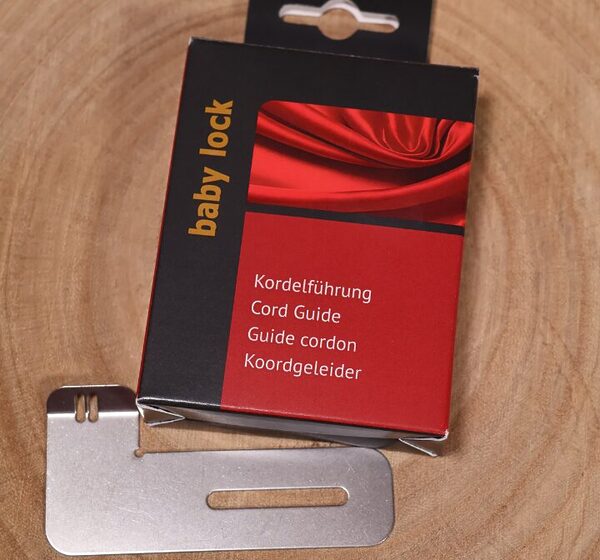 baby lock
Kordelführung
Cord Guide
Guide cordon
Koordgeleider